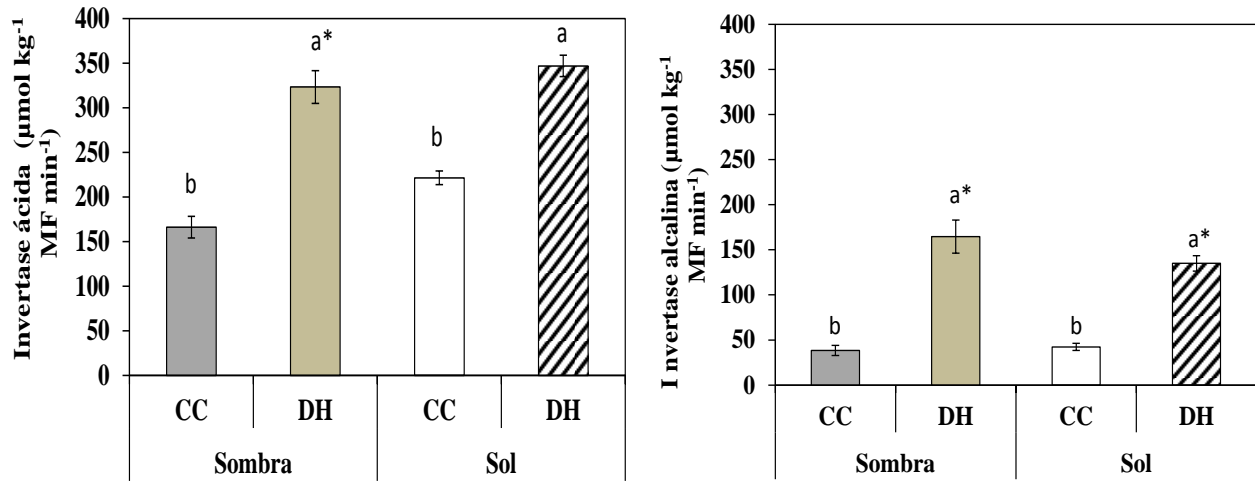 Invertase ácida (µmol kg⁻¹
MF min⁻¹)
400
350
300
250
200
150
100
50
0
b
a*
b
a
CC
DH
CC
DH
Sombra
Sol
I nvertase alcalina (µmol kg⁻¹
MF min⁻¹)
400
350
300
250
200
150
100
50
0
b
a*
b
a*
CC
DH
CC
DH
Sombra
Sol